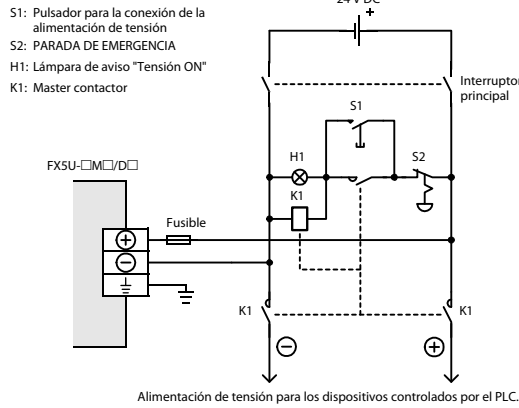 24 V DC
S1: Pulsador para la conexión de la
alimentación de tensión
S2: PARADA DE EMERGENCIA
H1: Lámpara de aviso "Tensión ON"
K1: Master contactor
Interruptor
principal
S1
H1
S2
K1
FX5U-□M□/D□
Fusible
K1
K1
Alimentación de tensión para los dispositivos controlados por el PLC.